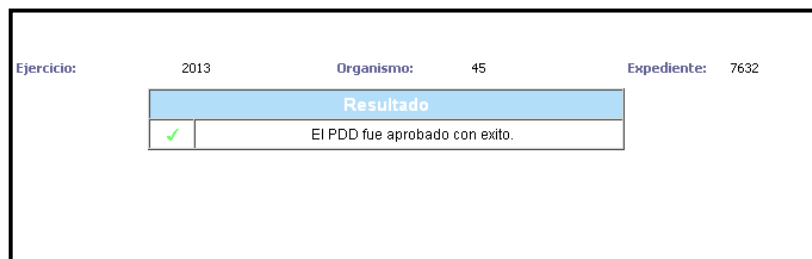 Ejercicio: 2013 Organismo: 45 Expediente: 7632
Resultado
El PDD fue aprobado con exito.